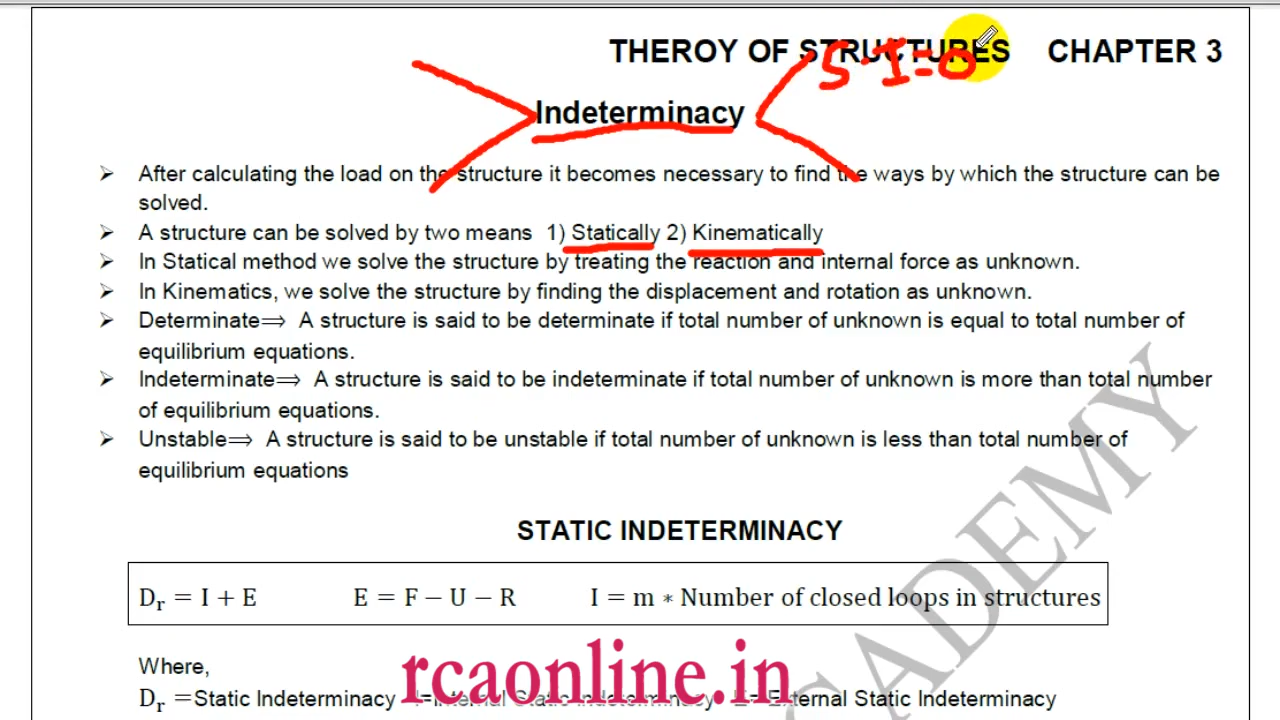 THEROY OF STRUCTURES CHAPTER 3
S.I=0
Indeterminacy
➢ After calculating the load on the structure it becomes necessary to find the ways by which the structure can be
solved.
➢ A structure can be solved by two means 1) Statically 2) Kinematically
➢ In Statical method we solve the structure by treating the reaction and internal force as unknown.
➢ In Kinematics, we solve the structure by finding the displacement and rotation as unknown.
➢ Determinate⟹ A structure is said to be determinate if total number of unknown is equal to total number of
equilibrium equations.
➢ Indeterminate⟹ A structure is said to be indeterminate if total number of unknown is more than total number
of equilibrium equations.
➢ Unstable⟹ A structure is said to be unstable if total number of unknown is less than total number of
equilibrium equations
STATIC INDETERMINACY
Dr = I + E E = F − U − R I = m ∗ Number of closed loops in structures
Where,
rcaonline.in
Dr =Static Indeterminacy I=Internal Static Indeterminacy E= External Static Indeterminacy
CADEMY